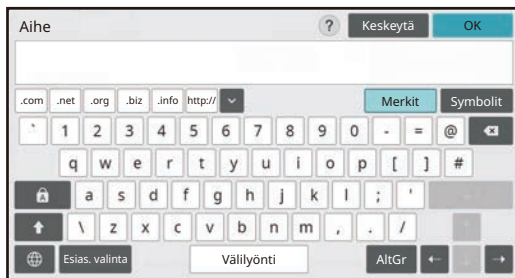 Aihe ? Keskeytä OK
.com .net .org .biz .info http:// Merkit Symbolit
` 1 2 3 4 5 6 7 8 9 0 - = @
q w e r t y u i o p [ ] #
A a s d f g h j k l ; '
\ z x c v b n m , . /
Esias. valinta Välilyönti AltGr